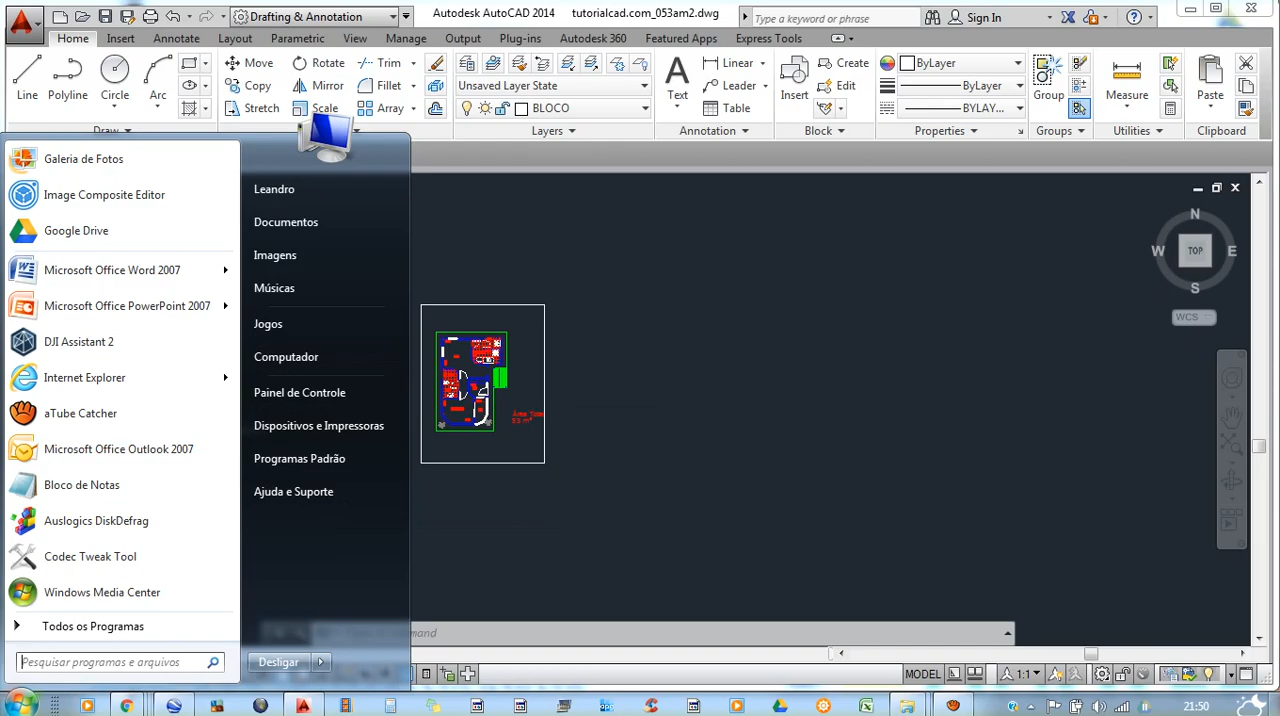 Drafting & Annotation
Autodesk AutoCAD 2014 tutorialcad.com_053am2.dwg
Type a keyword or phrase
Sign In
Home Insert Annotate Layout Parametric View Manage Output Plug-ins Autodesk 360 Featured Apps Express Tools
Line Polyline Circle Arc
Move Rotate Trim
Copy Mirror Fillet
Stretch Scale Array
Unsaved Layer State
BLOCO
Text
Linear
Leader
Table
Insert
Create
Edit
ByLayer
ByLayer
BYLAY...
Group
Measure
Paste
Draw Layers Annotation Block Properties Groups Utilities Clipboard
Galeria de Fotos
Image Composite Editor
Google Drive
Microsoft Office Word 2007
Microsoft Office PowerPoint 2007
DJI Assistant 2
Internet Explorer
aTube Catcher
Microsoft Office Outlook 2007
Bloco de Notas
Auslogics DiskDefrag
Codec Tweak Tool
Windows Media Center
Todos os Programas
Pesquisar programas e arquivos
Leandro
Documentos
Imagens
Músicas
Jogos
Computador
Painel de Controle
Dispositivos e Impressoras
Programas Padrão
Ajuda e Suporte
Desligar
N
W TOP E
S
WCS
Área Total
command
MODEL
1:1
21:50